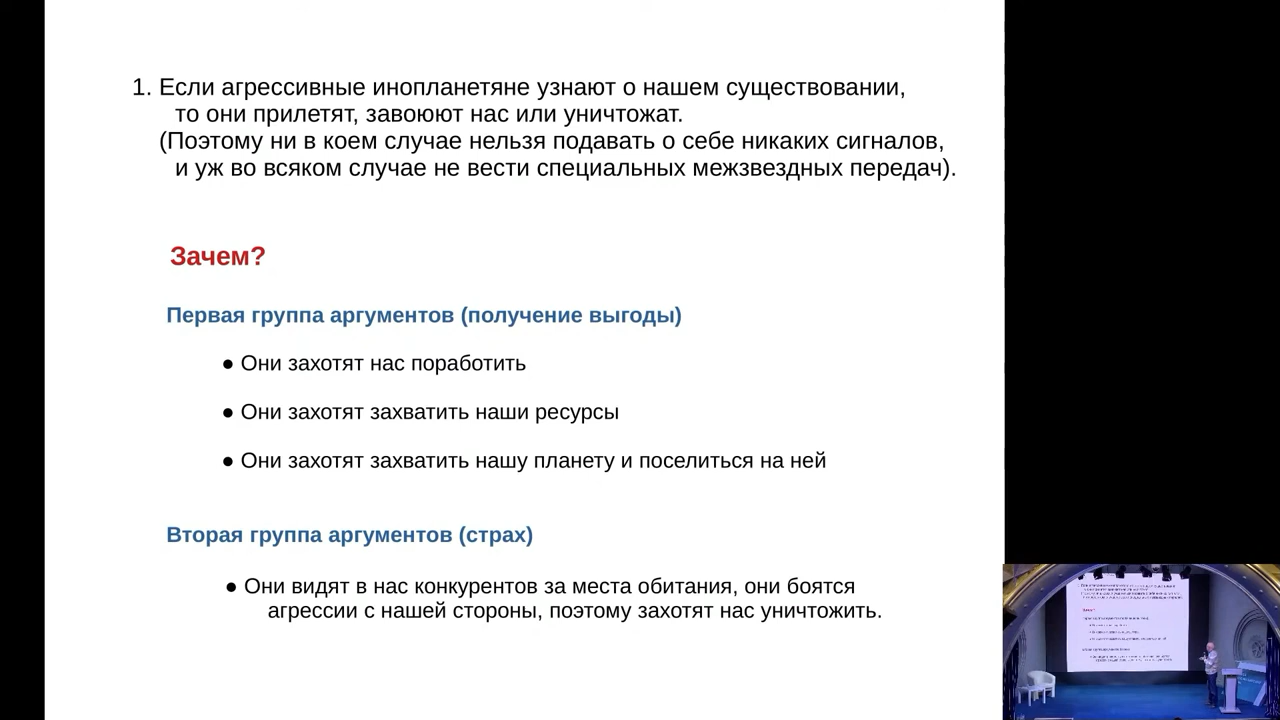 1. Если агрессивные инопланетяне узнают о нашем существовании,
то они прилетят, завоюют нас или уничтожат.
(Поэтому ни в коем случае нельзя подавать о себе никаких сигналов,
и уж во всяком случае не вести специальных межзвездных передач).
Зачем?
Первая группа аргументов (получение выгоды)
● Они захотят нас поработить
● Они захотят захватить наши ресурсы
● Они захотят захватить нашу планету и поселиться на ней
Вторая группа аргументов (страх)
● Они видят в нас конкурентов за места обитания, они боятся
агрессии с нашей стороны, поэтому захотят нас уничтожить.